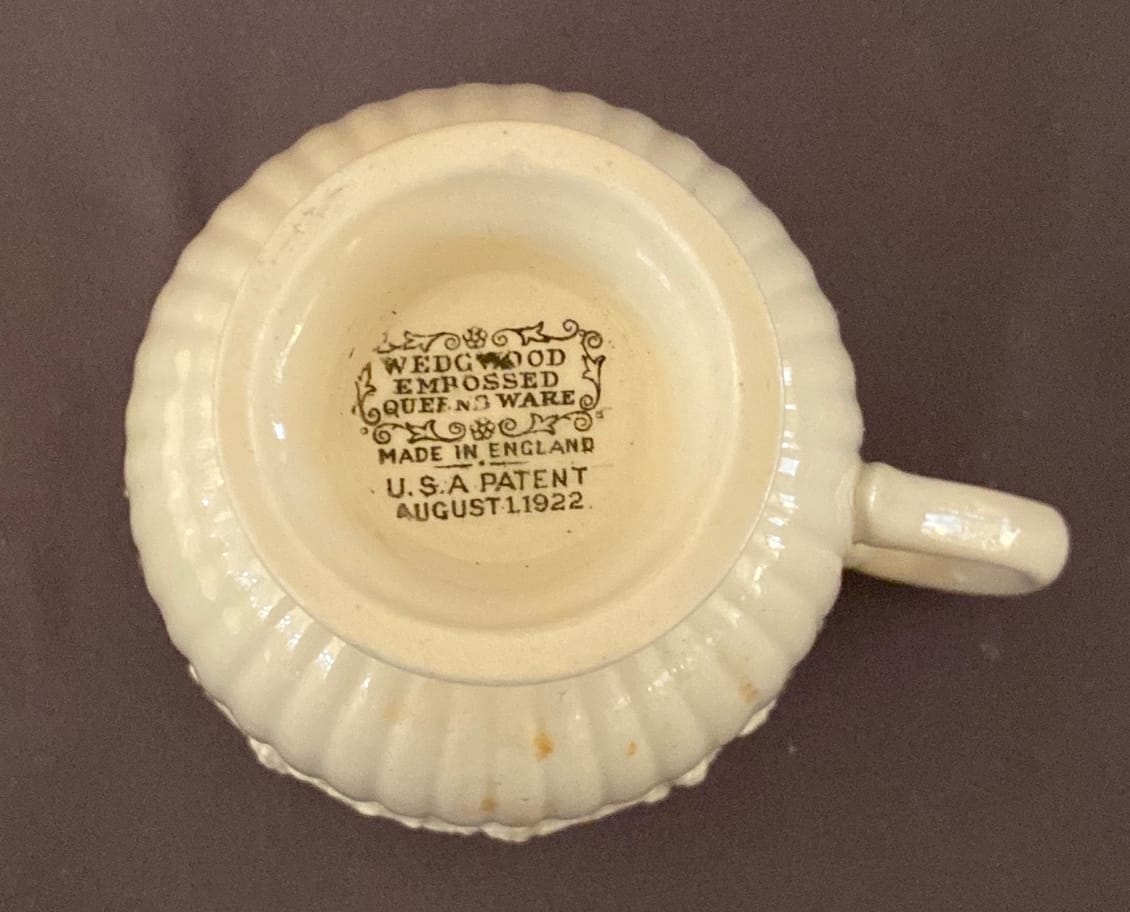 WEDGWOOD
EMBOSSED
QUEENS WARE
MADE IN ENGLAND
U.S.A PATENT
AUGUST 1.1922.